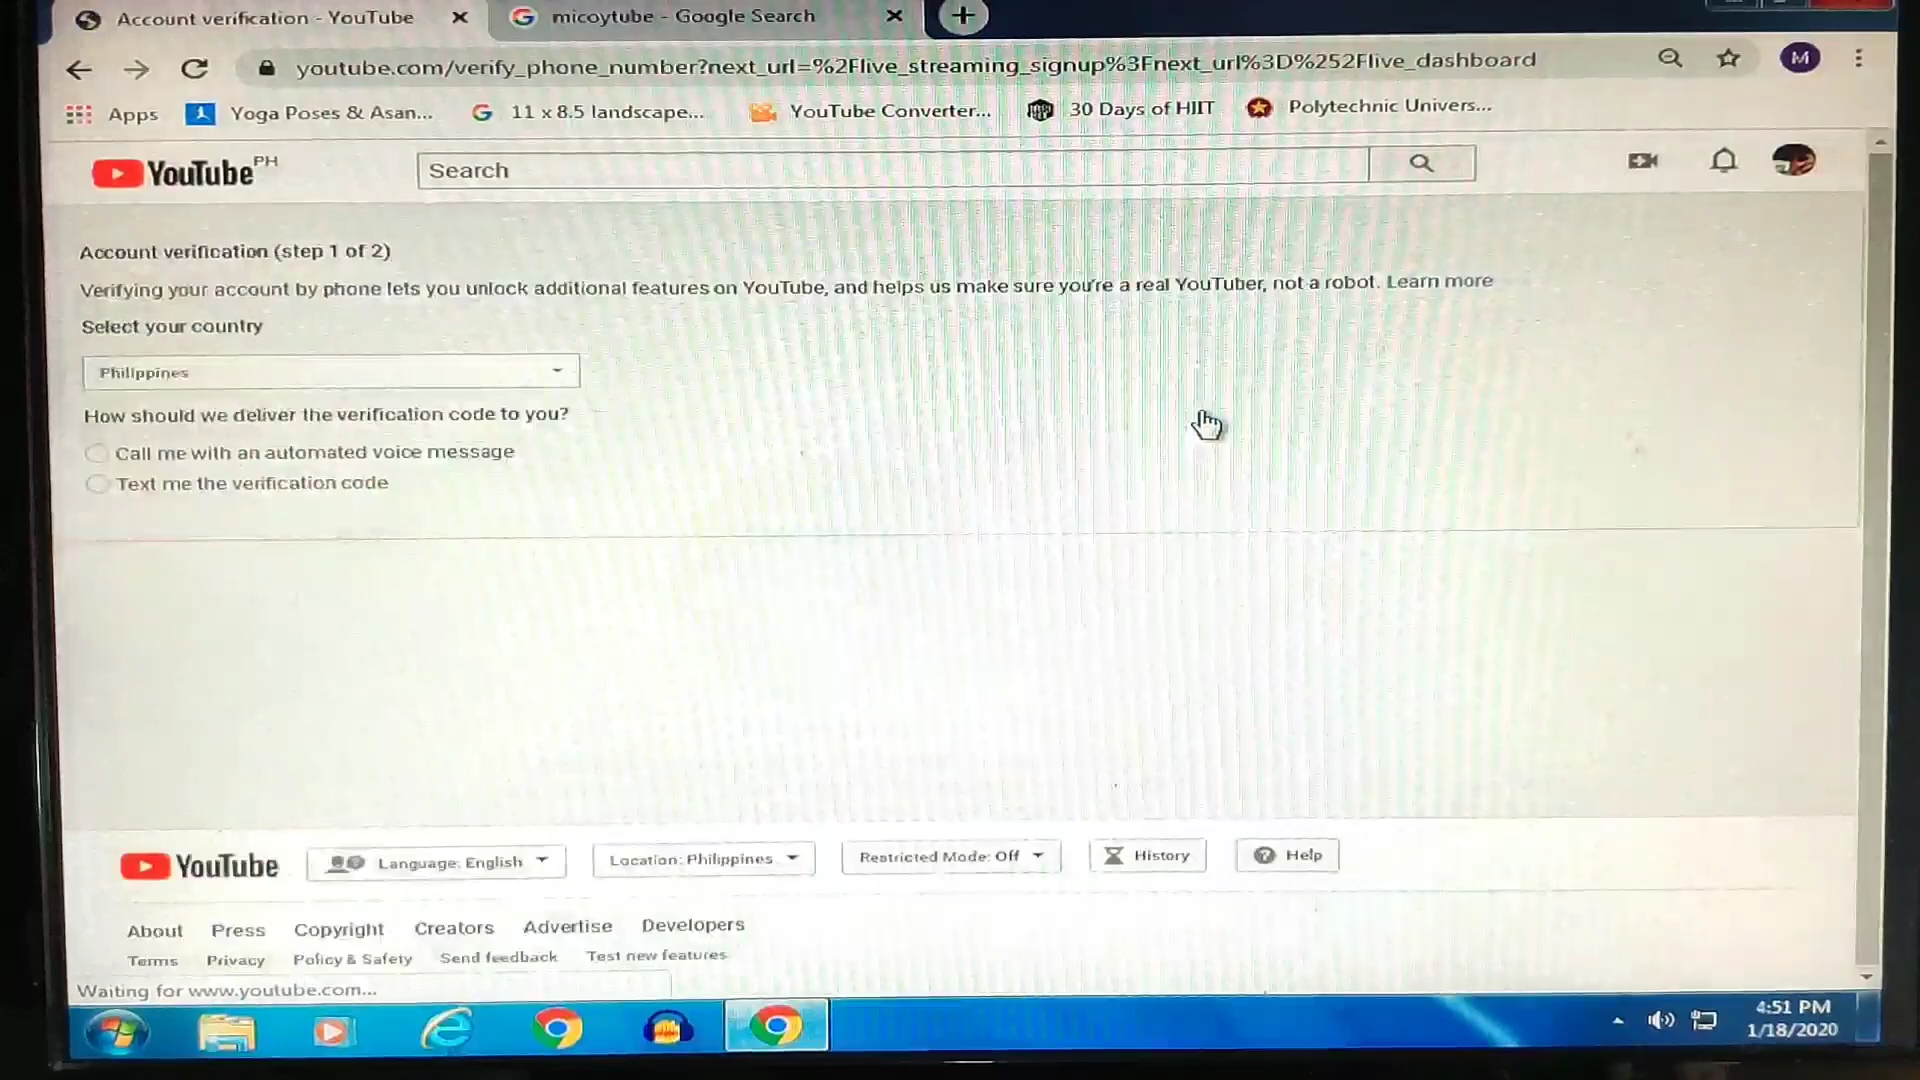 Account verification - YouTube
micoytube - Google Search
youtube.com/verify_phone_number?next_url=%2Flive_streaming_signup%3Fnext_url%3D%252Flive_dashboard
M
Apps
Yoga Poses & Asan...
11 x 8.5 landscape...
YouTube Converter...
30 Days of HIIT
Polytechnic Univers...
YouTube PH
Search
Account verification (step 1 of 2)
Verifying your account by phone lets you unlock additional features on YouTube, and helps us make sure you're a real YouTuber, not a robot. Learn more
Select your country
Philippines
How should we deliver the verification code to you?
Call me with an automated voice message
Text me the verification code
YouTube
Language: English
Location: Philippines
Restricted Mode: Off
History
Help
About Press Copyright Creators Advertise Developers
Terms Privacy Policy & Safety Send feedback Test new features
Waiting for www.youtube.com...
4:51 PM
1/18/2020